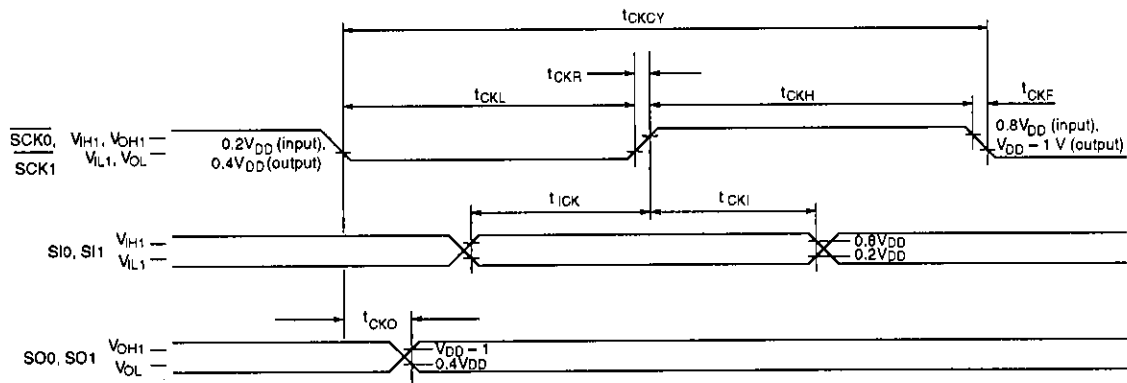 tCKCY
tCKR
tCKL
tCKH
tCKF
SCK0,
SCK1
VIH1, VOH1
VIL1, VOL
0.2VDD (input),
0.4VDD (output)
0.8VDD (input),
VDD – 1 V (output)
tICK
tCKI
SI0, SI1
VIH1
VIL1
0.8VDD
0.2VDD
tCKO
SO0, SO1
VOH1
VOL
VDD – 1
0.4VDD